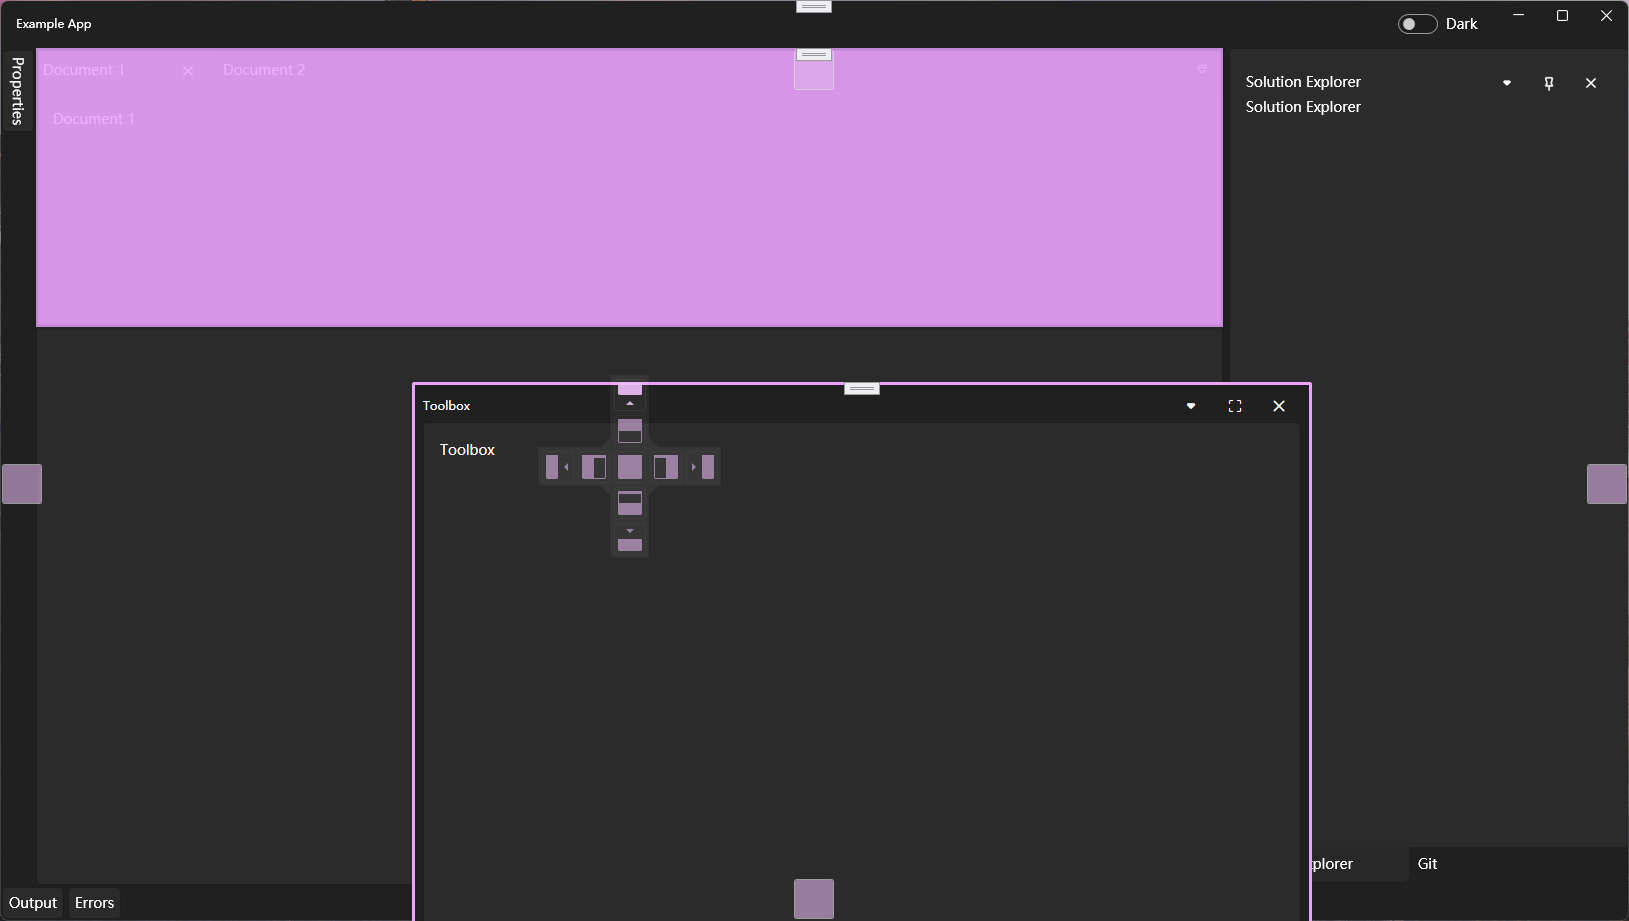 Example App
Dark
Properties
Document 1
Document 2
Document 1
Solution Explorer
Solution Explorer
Toolbox
Toolbox
Git
Output
Errors